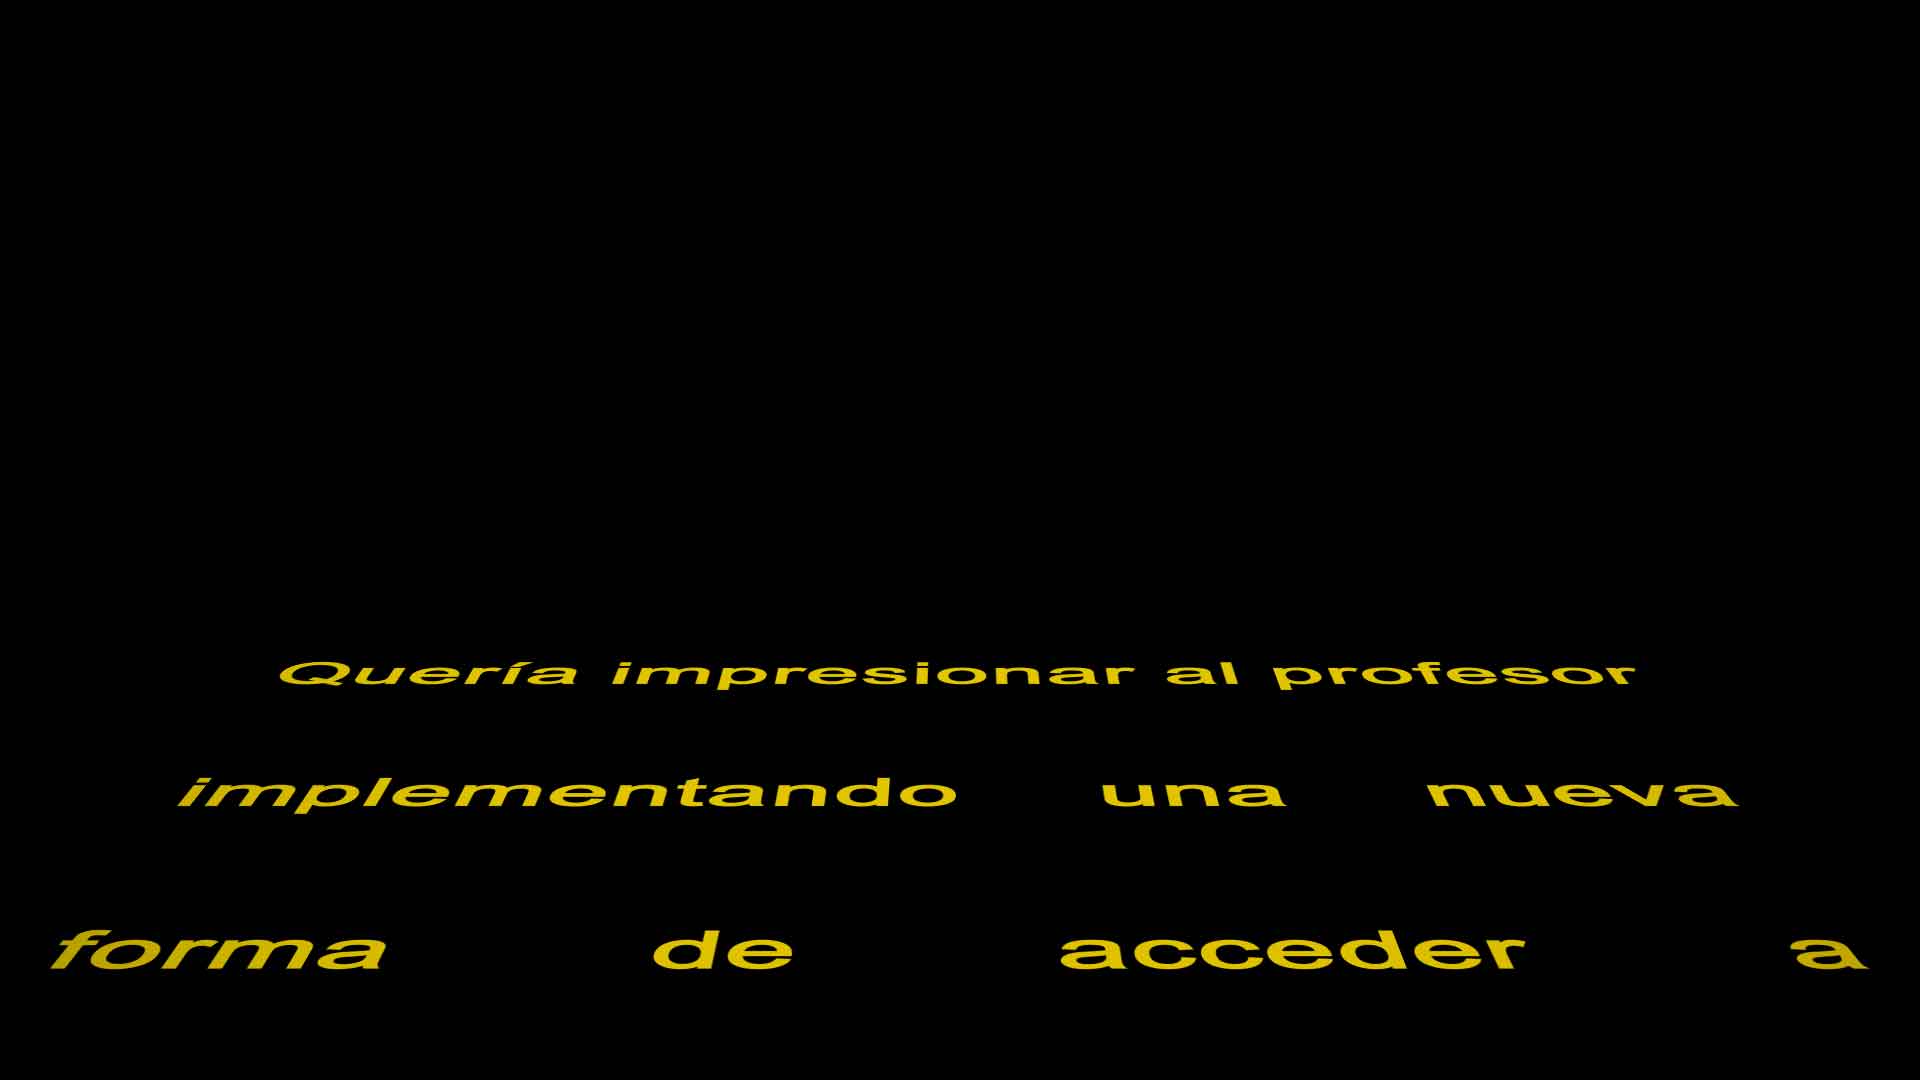 Quería impresionar al profesor
implementando una nueva
forma de acceder a